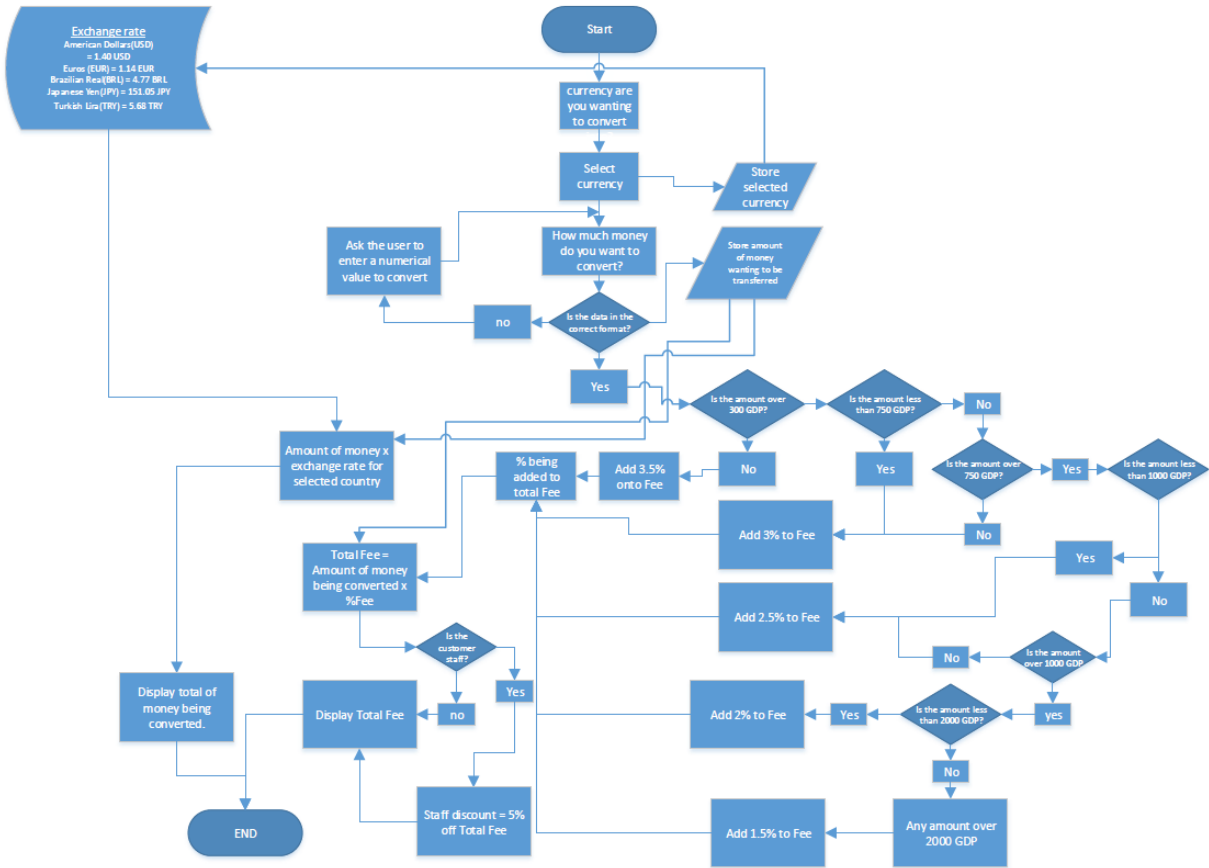 Exchange rate
American Dollars(USD)
= 1.40 USD
Euros (EUR) = 1.14 EUR
Brazilian Real(BRL) = 4.77 BRL
Japanese Yen(JPY) = 151.05 JPY
Turkish Lira(TRY) = 5.68 TRY
Start
currency are
you wanting
to convert
Select
currency
Store
selected
currency
Ask the user to
enter a numerical
value to convert
How much money
do you want to
convert?
Store amount
of money
wanting to be
transferred
no
Is the data in the
correct format?
Yes
Is the amount over
300 GDP?
Is the amount less
than 750 GDP?
No
Amount of money x
exchange rate for
selected country
% being
added to
total Fee
Add 3.5%
onto Fee
No
Yes
Is the amount over
750 GDP?
Yes
Is the amount less
than 1000 GDP?
Add 3% to Fee
No
Total Fee =
Amount of money
being converted x
%Fee
Yes
No
Add 2.5% to Fee
Is the
customer
staff?
No
Is the amount
over 1000 GDP
Yes
Display total of
money being
converted.
Display Total Fee
no
Add 2% to Fee
Yes
Is the amount less
than 2000 GDP?
yes
No
END
Staff discount = 5%
off Total Fee
Add 1.5% to Fee
Any amount over
2000 GDP